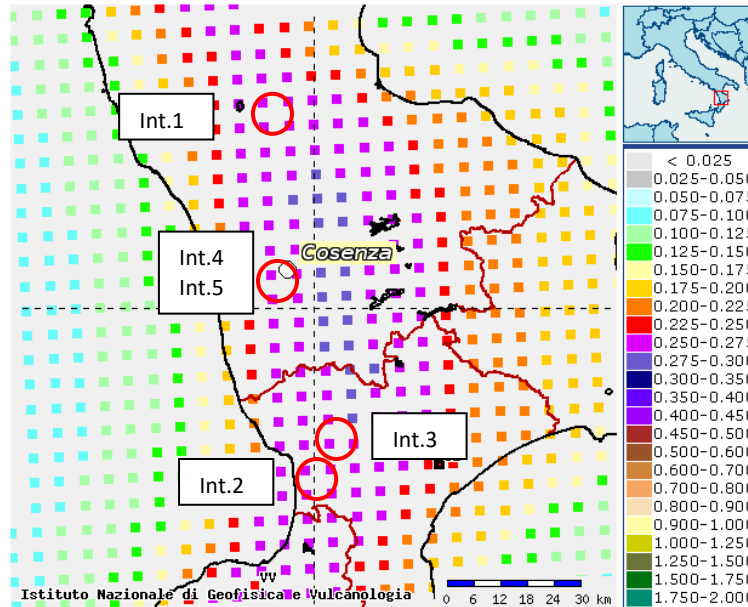 Int.1
Cosenza
Int.4
Int.5
Int.3
Int.2
VV
Istituto Nazionale di Geofisica e Vulcanologia
0 6 12 18 24 30 km
< 0.025
0.025-0.050
0.050-0.075
0.075-0.100
0.100-0.125
0.125-0.150
0.150-0.175
0.175-0.200
0.200-0.225
0.225-0.250
0.250-0.275
0.275-0.300
0.300-0.350
0.350-0.400
0.400-0.450
0.450-0.500
0.500-0.600
0.600-0.700
0.700-0.800
0.800-0.900
0.900-1.000
1.000-1.250
1.250-1.500
1.500-1.750
1.750-2.000